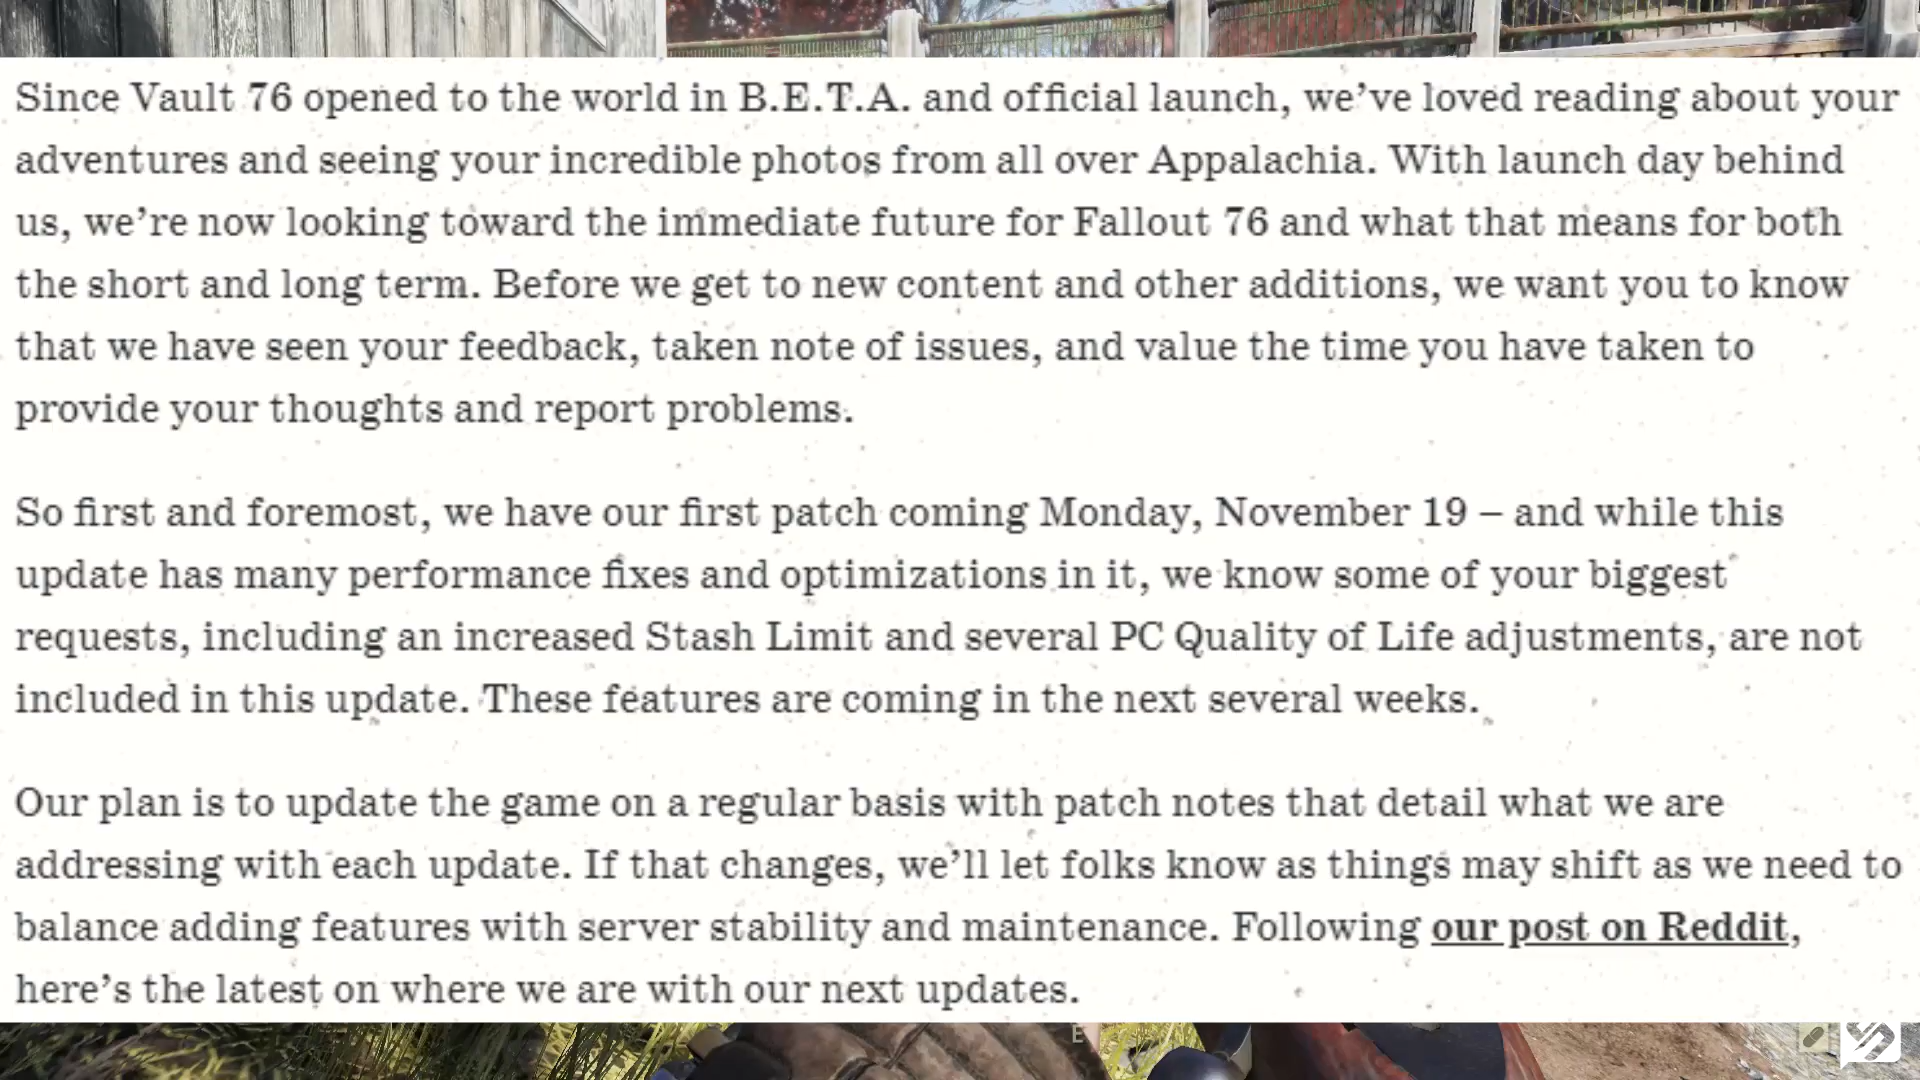 Since Vault 76 opened to the world in B.E.T.A. and official launch, we’ve loved reading about your
adventures and seeing your incredible photos from all over Appalachia. With launch day behind
us, we’re now looking toward the immediate future for Fallout 76 and what that means for both
the short and long term. Before we get to new content and other additions, we want you to know
that we have seen your feedback, taken note of issues, and value the time you have taken to
provide your thoughts and report problems.
So first and foremost, we have our first patch coming Monday, November 19 – and while this
update has many performance fixes and optimizations in it, we know some of your biggest
requests, including an increased Stash Limit and several PC Quality of Life adjustments, are not
included in this update. These features are coming in the next several weeks.
Our plan is to update the game on a regular basis with patch notes that detail what we are
addressing with each update. If that changes, we’ll let folks know as things may shift as we need to
balance adding features with server stability and maintenance. Following our post on Reddit,
here’s the latest on where we are with our next updates.
E